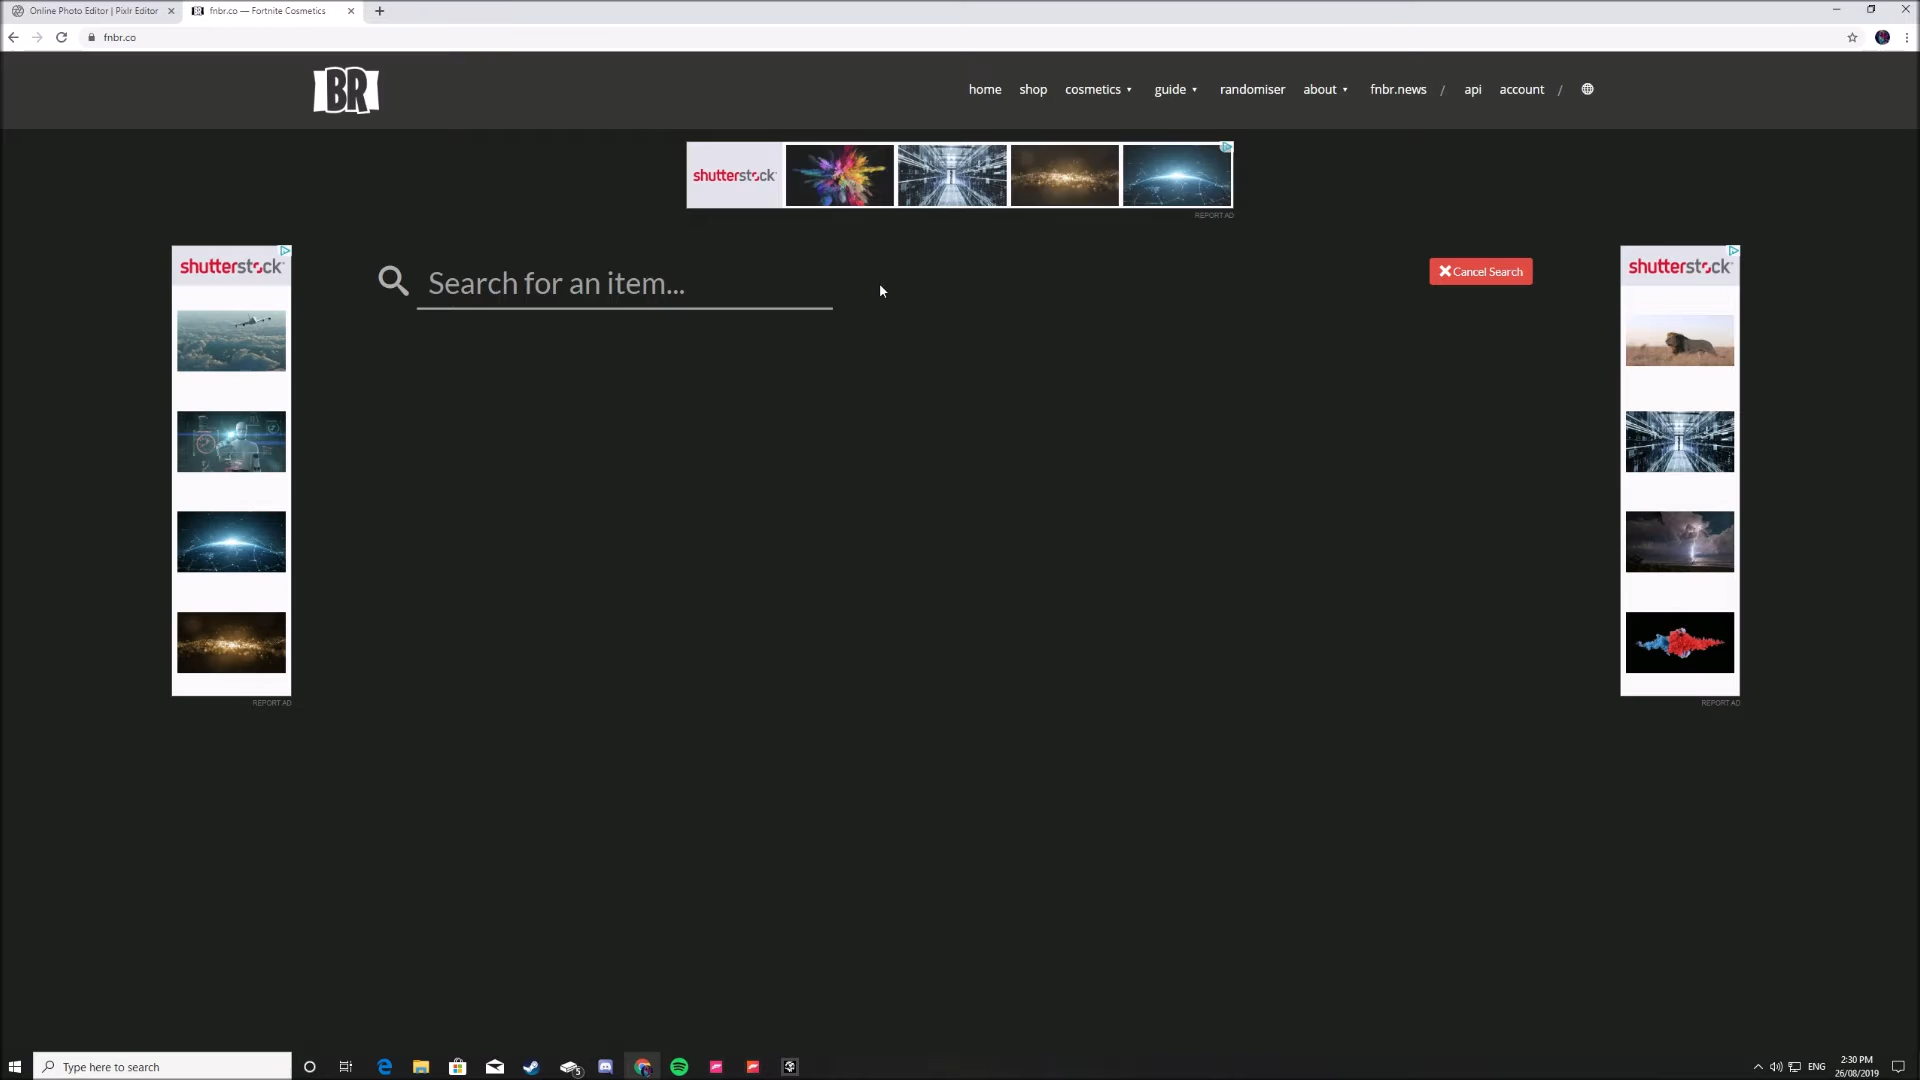 Online Photo Editor | Pixlr Editor
fnbr.co — Fortnite Cosmetics
fnbr.co
BR
home
shop
cosmetics
guide
randomiser
about
fnbr.news
/
api
account
/
shutterstock
REPORT AD
shutterstock
REPORT AD
Search for an item...
Cancel Search
shutterstock
REPORT AD
Type here to search
5
ENG
2:30 PM
26/08/2019